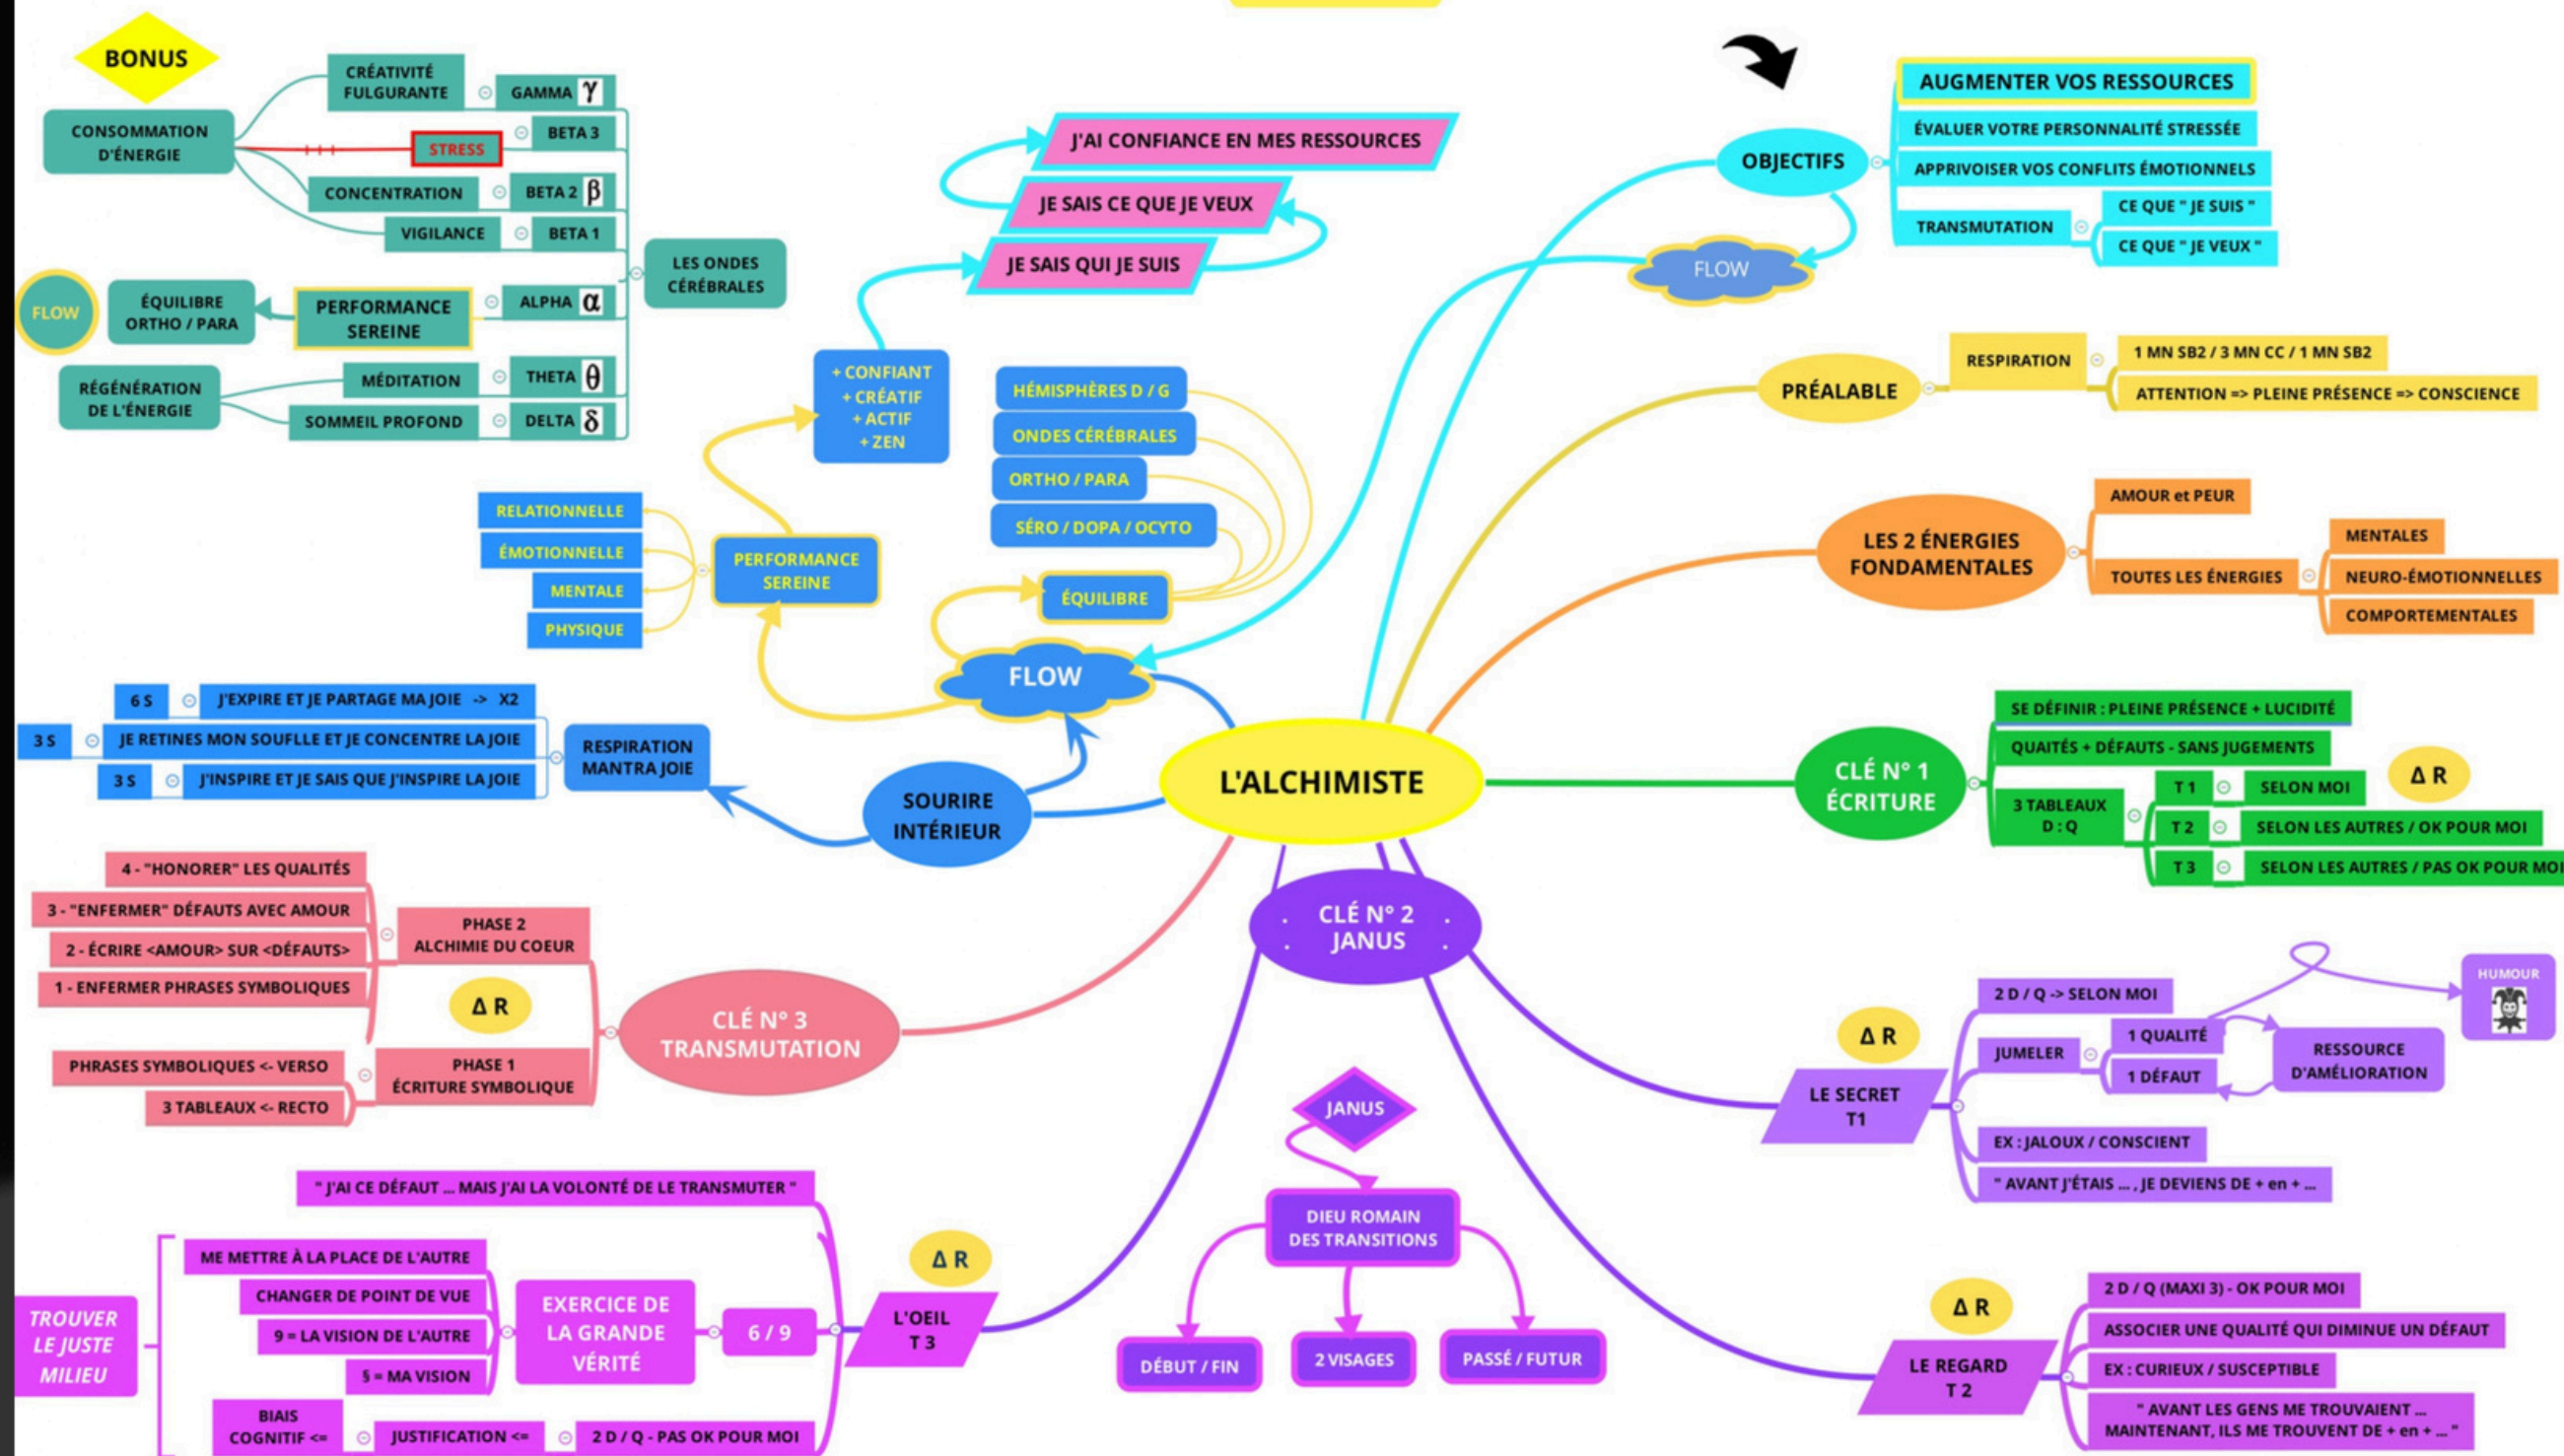 BONUS
CONSOMMATION
D'ÉNERGIE
CRÉATIVITÉ
FULGURANTE
GAMMA γ
STRESS
BETA 3
CONCENTRATION
BETA 2 β
VIGILANCE
BETA 1
LES ONDES
CÉRÉBRALES
FLOW
ÉQUILIBRE
ORTHO / PARA
PERFORMANCE
SEREINE
ALPHA α
RÉGÉNÉRATION
DE L'ÉNERGIE
MÉDITATION
THETA θ
SOMMEIL PROFOND
DELTA δ
J'AI CONFIANCE EN MES RESSOURCES
JE SAIS CE QUE JE VEUX
JE SAIS QUI JE SUIS
+ CONFIANT
+ CRÉATIF
+ ACTIF
+ ZEN
HÉMISPHÈRES D / G
ONDES CÉRÉBRALES
ORTHO / PARA
SÉRO / DOPA / OCYTO
ÉQUILIBRE
RELATIONNELLE
ÉMOTIONNELLE
MENTALE
PHYSIQUE
PERFORMANCE
SEREINE
FLOW
OBJECTIFS
AUGMENTER VOS RESSOURCES
ÉVALUER VOTRE PERSONNALITÉ STRESSÉE
APPRIVOISER VOS CONFLITS ÉMOTIONNELS
TRANSMUTATION
CE QUE " JE SUIS "
CE QUE " JE VEUX "
FLOW
PRÉALABLE
RESPIRATION
1 MN SB2 / 3 MN CC / 1 MN SB2
ATTENTION => PLEINE PRÉSENCE => CONSCIENCE
LES 2 ÉNERGIES
FONDAMENTALES
AMOUR et PEUR
TOUTES LES ÉNERGIES
MENTALES
NEURO-ÉMOTIONNELLES
COMPORTEMENTALES
6 S
J'EXPIRE ET JE PARTAGE MA JOIE -> X2
3 S
JE RETINES MON SOUFLLE ET JE CONCENTRE LA JOIE
3 S
J'INSPIRE ET JE SAIS QUE J'INSPIRE LA JOIE
RESPIRATION
MANTRA JOIE
SOURIRE
INTÉRIEUR
L'ALCHIMISTE
CLÉ N° 1
ÉCRITURE
SE DÉFINIR : PLEINE PRÉSENCE + LUCIDITÉ
QUAITÉS + DÉFAUTS - SANS JUGEMENTS
3 TABLEAUX
D : Q
T 1
SELON MOI
T 2
SELON LES AUTRES / OK POUR MOI
T 3
SELON LES AUTRES / PAS OK POUR MOI
Δ R
4 - "HONORER" LES QUALITÉS
3 - "ENFERMER" DÉFAUTS AVEC AMOUR
2 - ÉCRIRE <AMOUR> SUR <DÉFAUTS>
1 - ENFERMER PHRASES SYMBOLIQUES
PHASE 2
ALCHIMIE DU COEUR
Δ R
PHRASES SYMBOLIQUES <- VERSO
3 TABLEAUX <- RECTO
PHASE 1
ÉCRITURE SYMBOLIQUE
CLÉ N° 3
TRANSMUTATION
. CLÉ N° 2 .
. JANUS .
JANUS
DIEU ROMAIN
DES TRANSITIONS
DÉBUT / FIN
2 VISAGES
PASSÉ / FUTUR
Δ R
LE SECRET
T1
2 D / Q -> SELON MOI
JUMELER
1 QUALITÉ
1 DÉFAUT
RESSOURCE
D'AMÉLIORATION
HUMOUR
EX : JALOUX / CONSCIENT
" AVANT J'ÉTAIS ... , JE DEVIENS DE + en + ...
Δ R
LE REGARD
T 2
2 D / Q (MAXI 3) - OK POUR MOI
ASSOCIER UNE QUALITÉ QUI DIMINUE UN DÉFAUT
EX : CURIEUX / SUSCEPTIBLE
" AVANT LES GENS ME TROUVAIENT ...
MAINTENANT, ILS ME TROUVENT DE + en + ... "
" J'AI CE DÉFAUT ... MAIS J'AI LA VOLONTÉ DE LE TRANSMUTER "
Δ R
L'OEIL
T 3
6 / 9
EXERCICE DE
LA GRANDE
VÉRITÉ
ME METTRE À LA PLACE DE L'AUTRE
CHANGER DE POINT DE VUE
9 = LA VISION DE L'AUTRE
§ = MA VISION
TROUVER
LE JUSTE
MILIEU
BIAIS
COGNITIF <=
JUSTIFICATION <=
2 D / Q - PAS OK POUR MOI